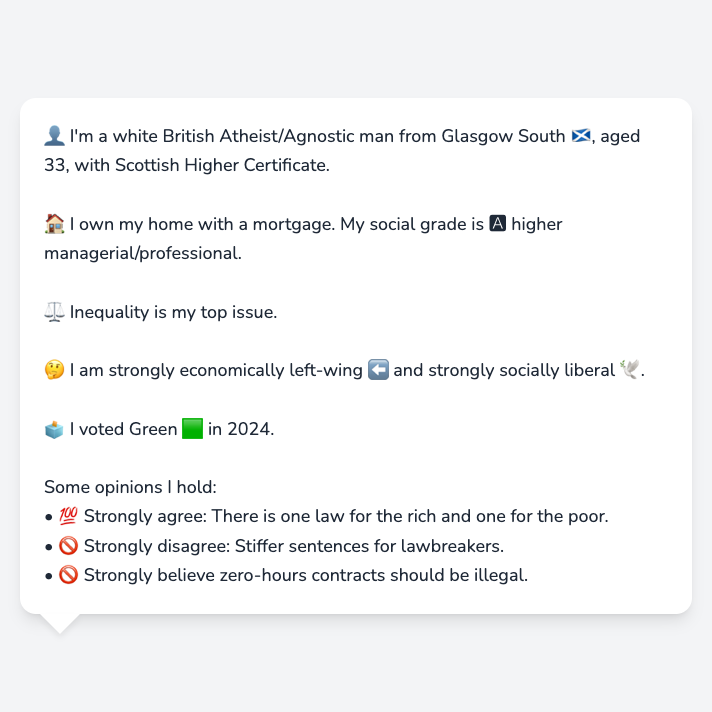 👤 I'm a white British Atheist/Agnostic man from Glasgow South 🏴󠁧󠁢󠁳󠁣󠁴󠁿, aged
33, with Scottish Higher Certificate.
🏠 I own my home with a mortgage. My social grade is 🅰 higher
managerial/professional.
⚖️ Inequality is my top issue.
🤔 I am strongly economically left-wing ⬅️ and strongly socially liberal 🕊️.
🗳️ I voted Green 🟩 in 2024.
Some opinions I hold:
• 💯 Strongly agree: There is one law for the rich and one for the poor.
• 🚫 Strongly disagree: Stiffer sentences for lawbreakers.
• 🚫 Strongly believe zero-hours contracts should be illegal.